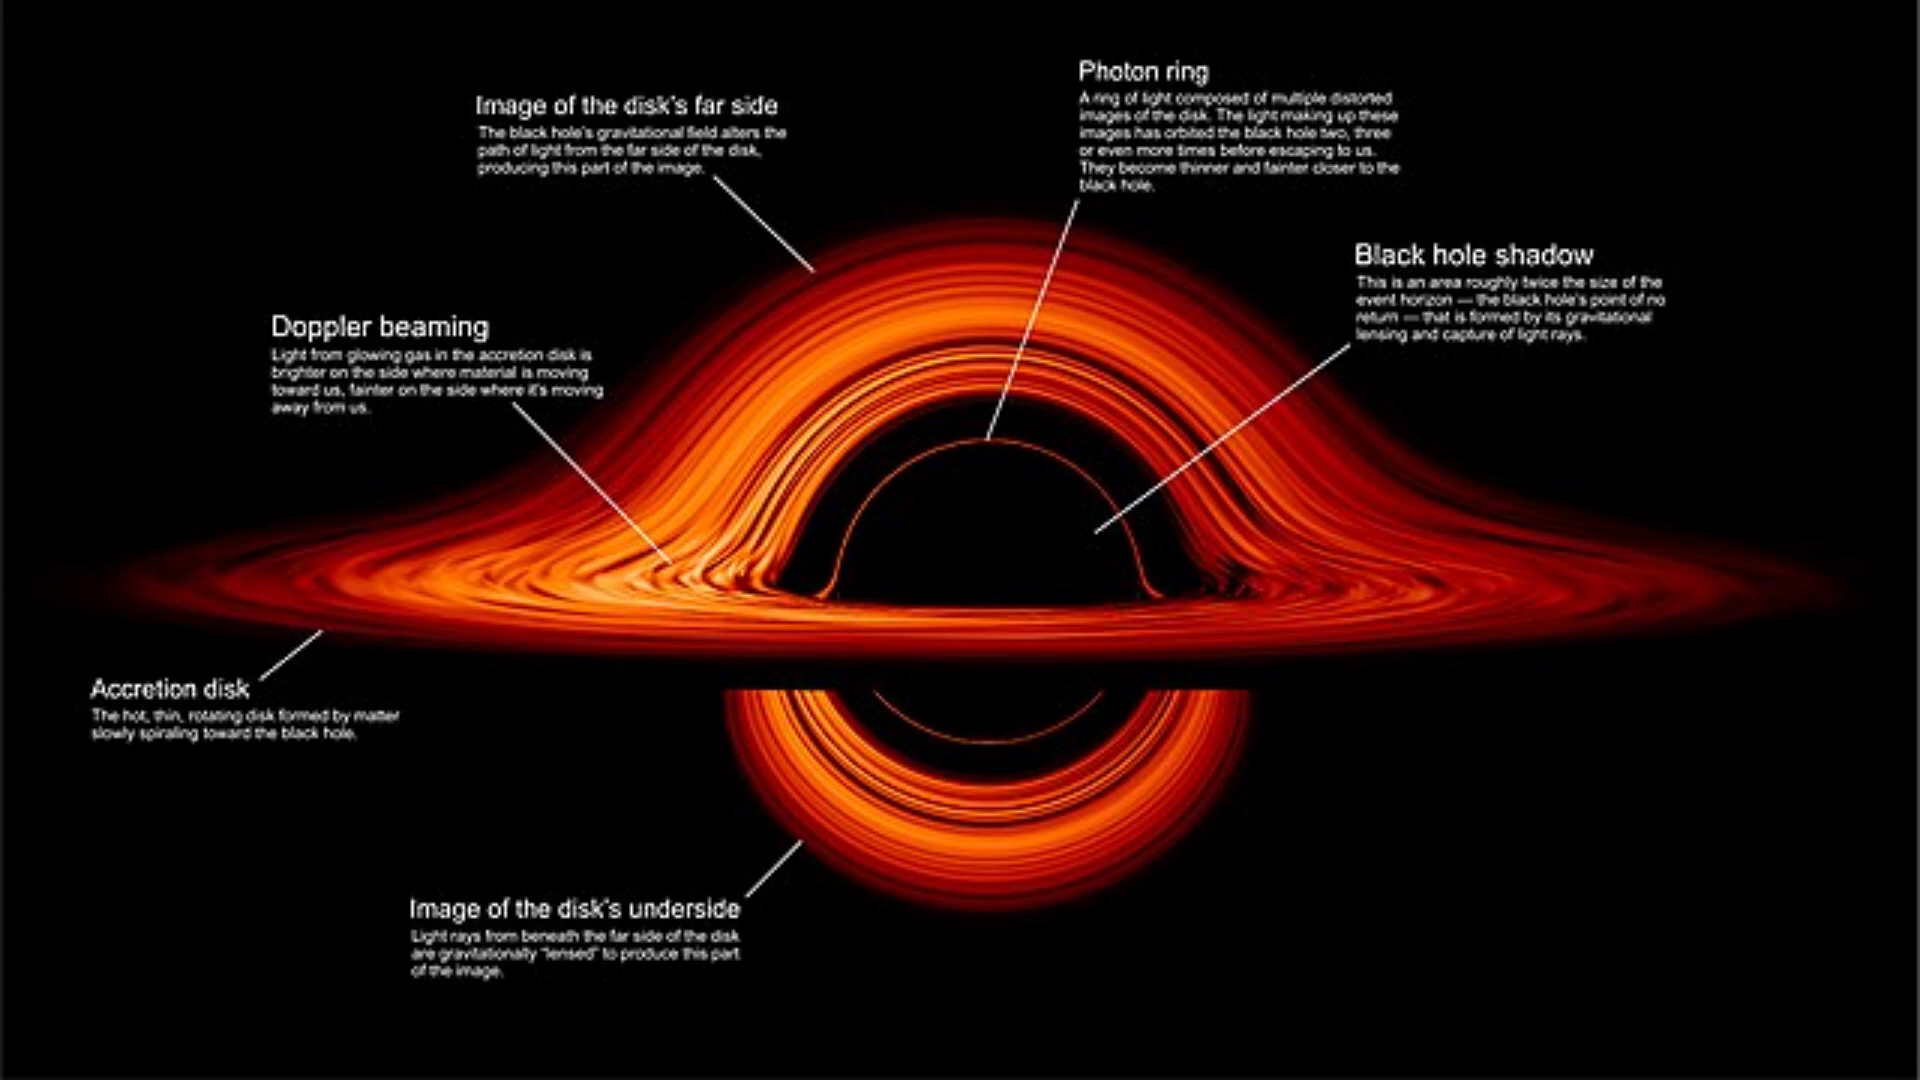 Photon ring
A ring of light composed of multiple distorted
images of the disk. The light making up these
images has orbited the black hole two, three
or even more times before escaping to us.
They become thinner and fainter closer to the
black hole.
Image of the disk's far side
The black hole's gravitational field alters the
path of light from the far side of the disk,
producing this part of the image.
Black hole shadow
This is an area roughly twice the size of the
event horizon — the black hole's point of no
return — that is formed by its gravitational
lensing and capture of light rays.
Doppler beaming
Light from glowing gas in the accretion disk is
brighter on the side where material is moving
toward us, fainter on the side where it's moving
away from us.
Accretion disk
The hot, thin, rotating disk formed by matter
slowly spiraling toward the black hole.
Image of the disk's underside
Light rays from beneath the far side of the disk
are gravitationally "lensed" to produce this part
of the image.